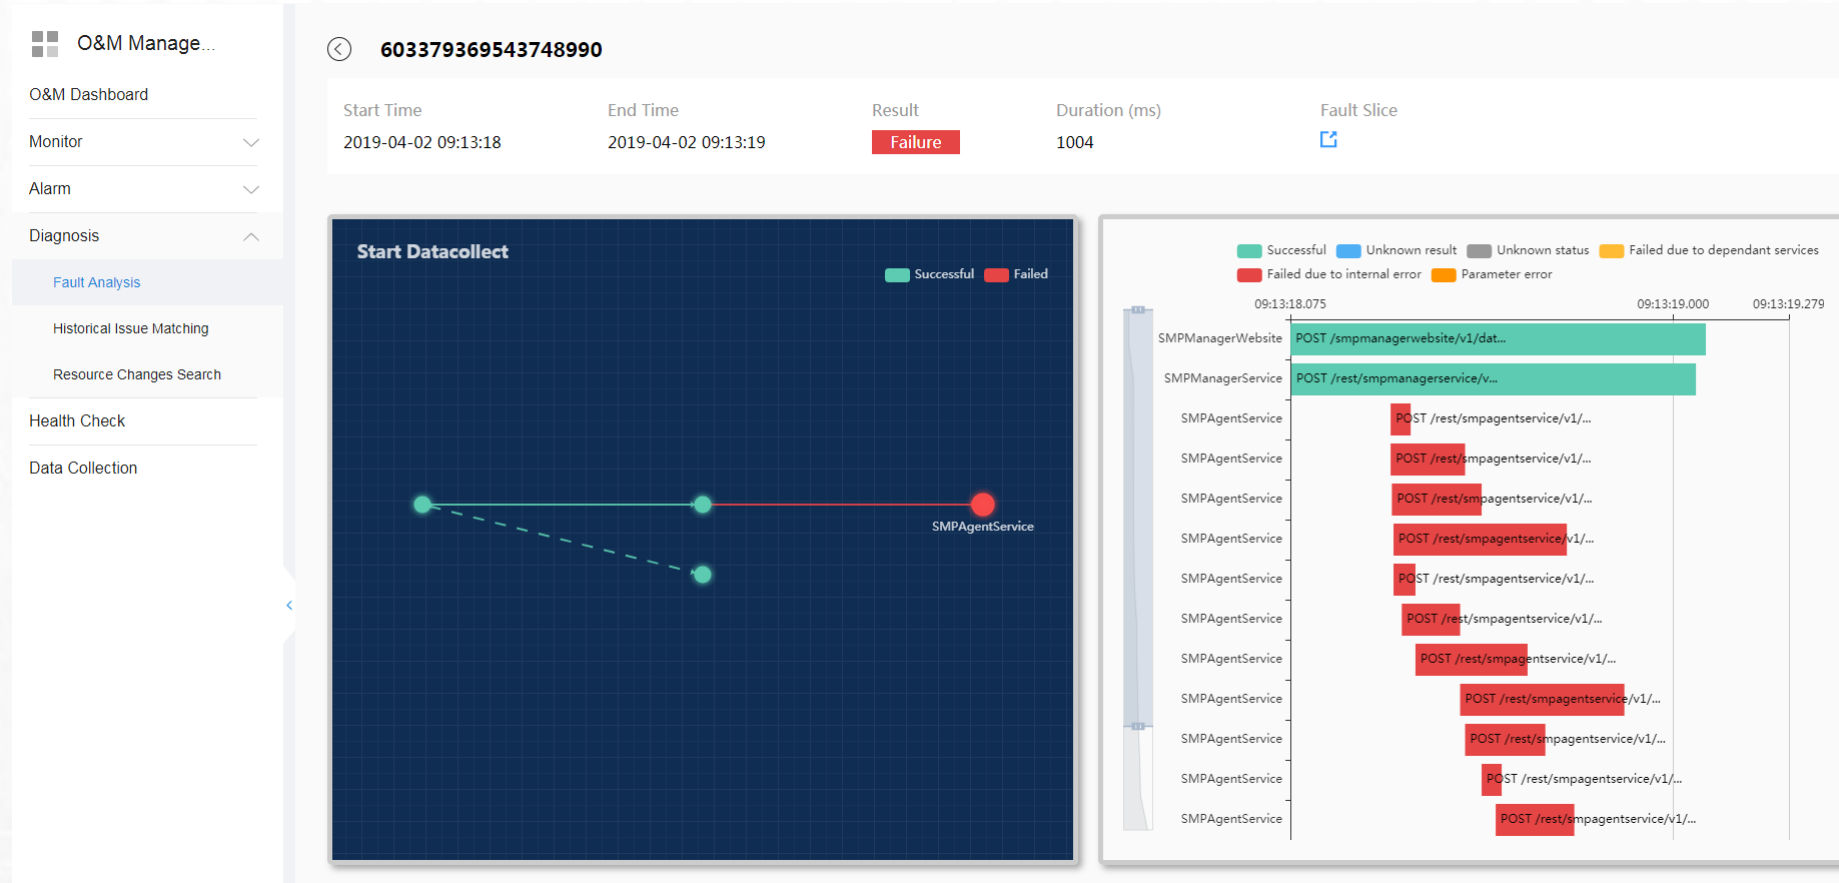 O&M Manage...
O&M Dashboard
Monitor
Alarm
Diagnosis
Fault Analysis
Historical Issue Matching
Resource Changes Search
Health Check
Data Collection
603379369543748990
Start Time
2019-04-02 09:13:18
End Time
2019-04-02 09:13:19
Result
Failure
Duration (ms)
1004
Fault Slice
Start Datacollect
Successful
Failed
SMPAgentService
Successful
Unknown result
Unknown status
Failed due to dependant services
Failed due to internal error
Parameter error
09:13:18.075
09:13:19.000
09:13:19.279
SMPManagerWebsite
POST /smpmanagerwebsite/v1/dat...
SMPManagerService
POST /rest/smpmanagerservice/v...
SMPAgentService
POST /rest/smpagentservice/v1/...
SMPAgentService
POST /rest/smpagentservice/v1/...
SMPAgentService
POST /rest/smpagentservice/v1/...
SMPAgentService
POST /rest/smpagentservice/v1/...
SMPAgentService
POST /rest/smpagentservice/v1/...
SMPAgentService
POST /rest/smpagentservice/v1/...
SMPAgentService
POST /rest/smpagentservice/v1/...
SMPAgentService
POST /rest/smpagentservice/v1/...
SMPAgentService
POST /rest/smpagentservice/v1/...
SMPAgentService
POST /rest/smpagentservice/v1/...
SMPAgentService
POST /rest/smpagentservice/v1/...